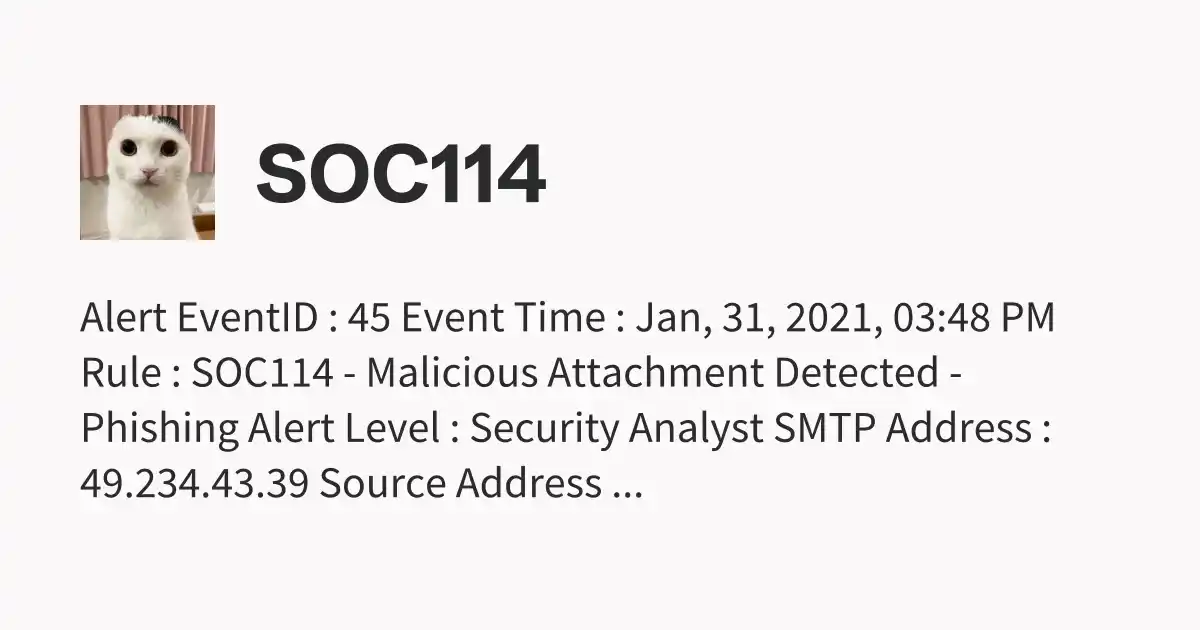 SOC114
Alert EventID : 45 Event Time : Jan, 31, 2021, 03:48 PM
Rule : SOC114 - Malicious Attachment Detected -
Phishing Alert Level : Security Analyst SMTP Address :
49.234.43.39 Source Address ...